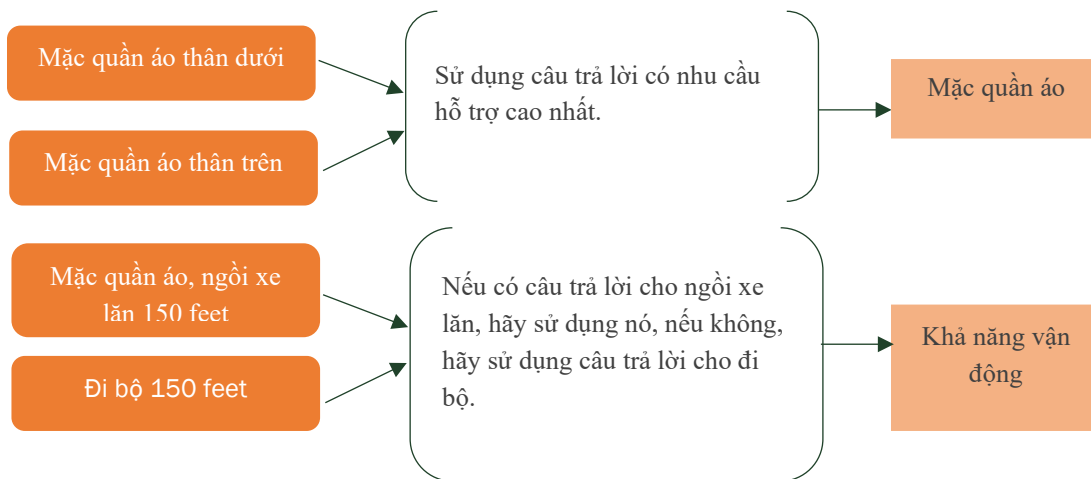 Mặc quần áo thân dưới
Mặc quần áo thân trên
Sử dụng câu trả lời có nhu cầu
hỗ trợ cao nhất.
Mặc quần áo
Mặc quần áo, ngồi xe
lăn 150 feet
Đi bộ 150 feet
Nếu có câu trả lời cho ngồi xe
lăn, hãy sử dụng nó, nếu không,
hãy sử dụng câu trả lời cho đi
bộ.
Khả năng vận
động